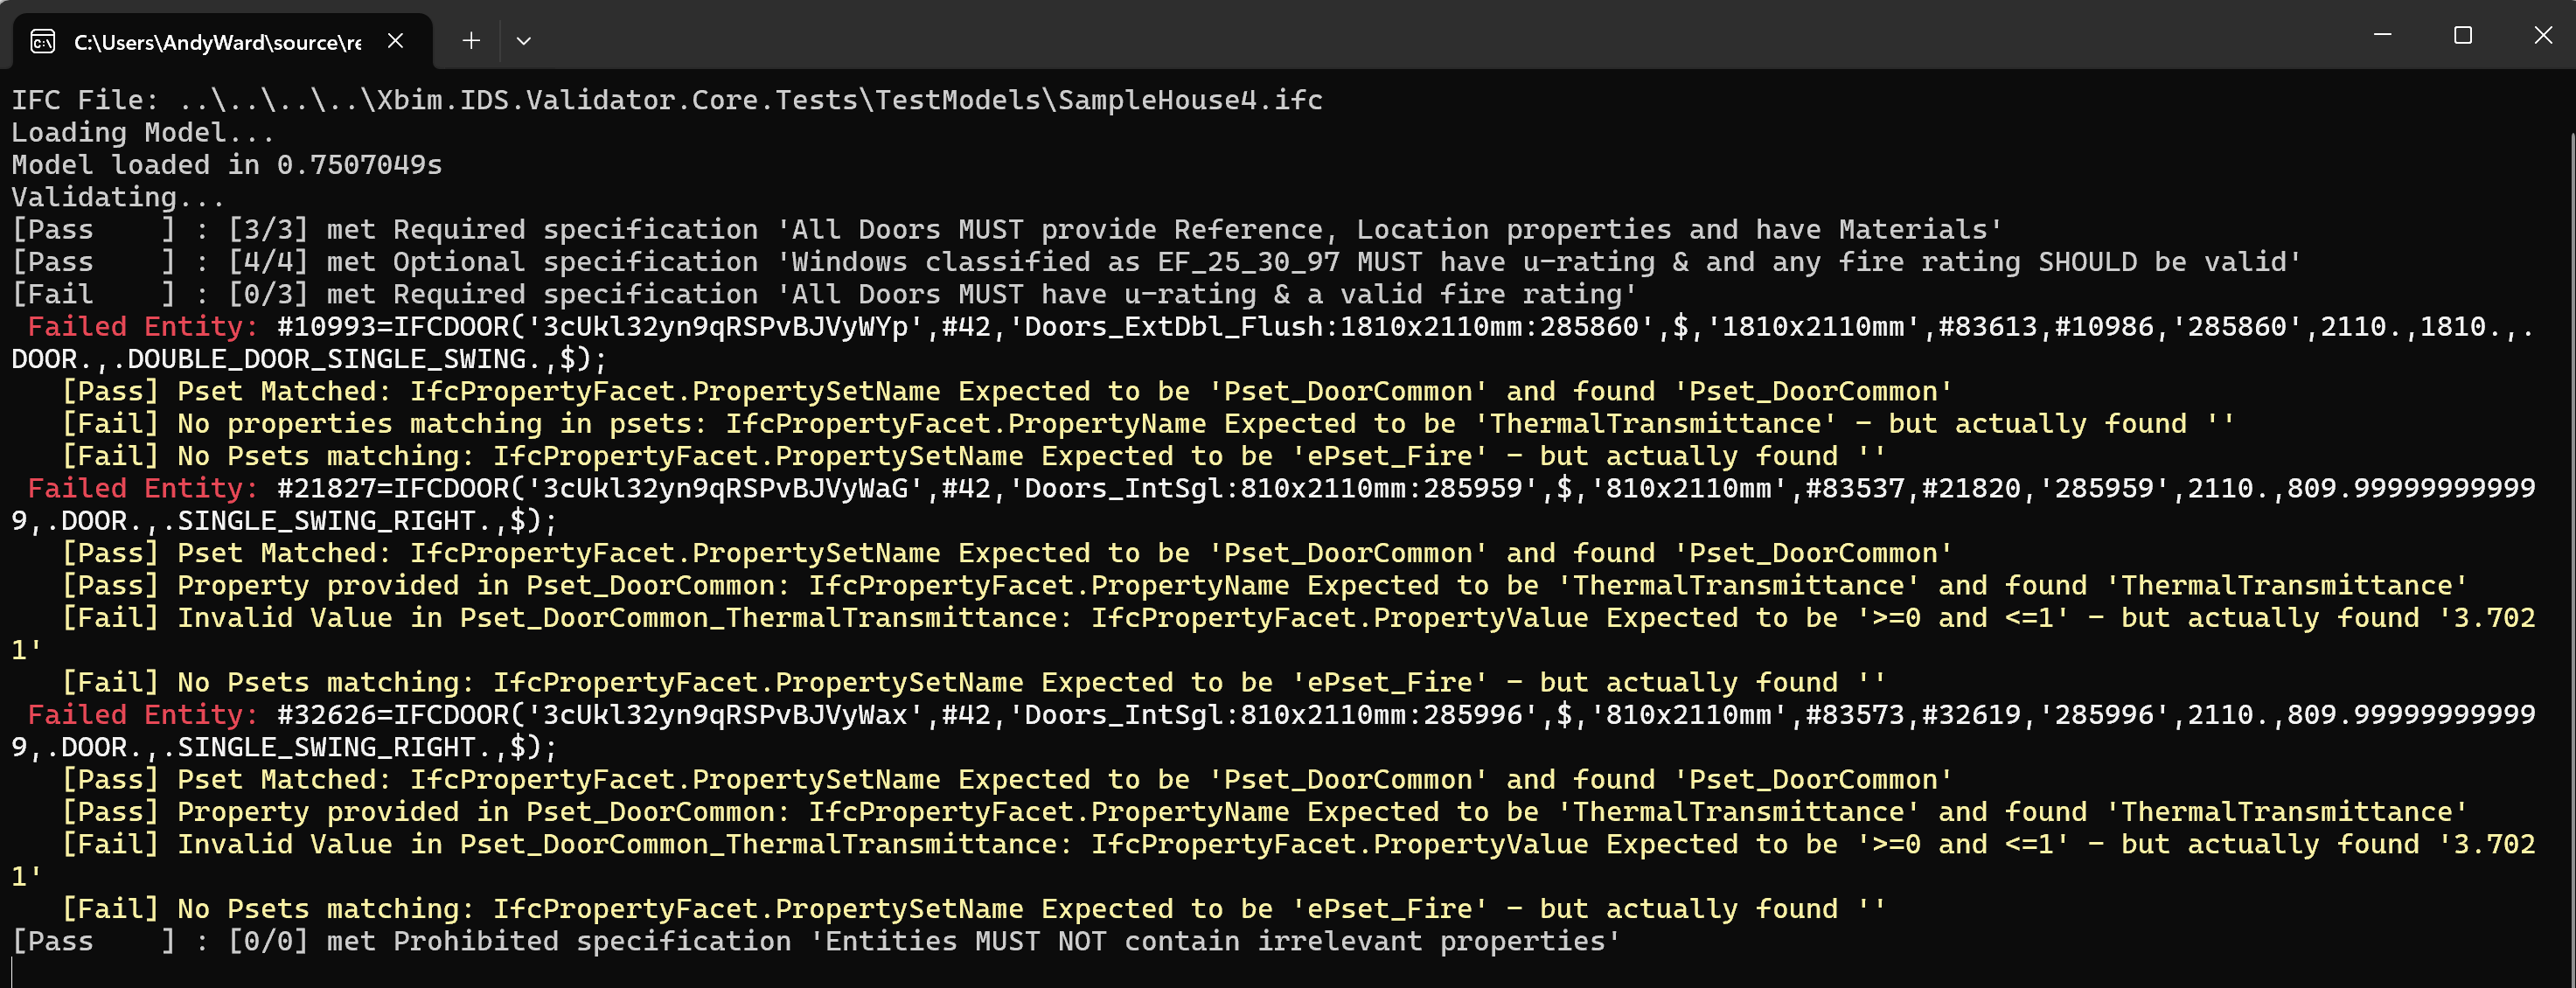 C:\Users\AndyWard\source\re
IFC File: ..\..\..\..\Xbim.IDS.Validator.Core.Tests\TestModels\SampleHouse4.ifc
Loading Model...
Model loaded in 0.7507049s
Validating...
[Pass    ] : [3/3] met Required specification 'All Doors MUST provide Reference, Location properties and have Materials'
[Pass    ] : [4/4] met Optional specification 'Windows classified as EF_25_30_97 MUST have u-rating & and any fire rating SHOULD be valid'
[Fail    ] : [0/3] met Required specification 'All Doors MUST have u-rating & a valid fire rating'
 Failed Entity: #10993=IFCDOOR('3cUkl32yn9qRSPvBJVyWYp',#42,'Doors_ExtDbl_Flush:1810x2110mm:285860',$,'1810x2110mm',#83613,#10986,'285860',2110.,1810.,.
DOOR.,.DOUBLE_DOOR_SINGLE_SWING.,$);
   [Pass] Pset Matched: IfcPropertyFacet.PropertySetName Expected to be 'Pset_DoorCommon' and found 'Pset_DoorCommon'
   [Fail] No properties matching in psets: IfcPropertyFacet.PropertyName Expected to be 'ThermalTransmittance' - but actually found ''
   [Fail] No Psets matching: IfcPropertyFacet.PropertySetName Expected to be 'ePset_Fire' - but actually found ''
 Failed Entity: #21827=IFCDOOR('3cUkl32yn9qRSPvBJVyWaG',#42,'Doors_IntSgl:810x2110mm:285959',$,'810x2110mm',#83537,#21820,'285959',2110.,809.99999999999
9,.DOOR.,.SINGLE_SWING_RIGHT.,$);
   [Pass] Pset Matched: IfcPropertyFacet.PropertySetName Expected to be 'Pset_DoorCommon' and found 'Pset_DoorCommon'
   [Pass] Property provided in Pset_DoorCommon: IfcPropertyFacet.PropertyName Expected to be 'ThermalTransmittance' and found 'ThermalTransmittance'
   [Fail] Invalid Value in Pset_DoorCommon_ThermalTransmittance: IfcPropertyFacet.PropertyValue Expected to be '>=0 and <=1' - but actually found '3.702
1'
   [Fail] No Psets matching: IfcPropertyFacet.PropertySetName Expected to be 'ePset_Fire' - but actually found ''
 Failed Entity: #32626=IFCDOOR('3cUkl32yn9qRSPvBJVyWax',#42,'Doors_IntSgl:810x2110mm:285996',$,'810x2110mm',#83573,#32619,'285996',2110.,809.99999999999
9,.DOOR.,.SINGLE_SWING_RIGHT.,$);
   [Pass] Pset Matched: IfcPropertyFacet.PropertySetName Expected to be 'Pset_DoorCommon' and found 'Pset_DoorCommon'
   [Pass] Property provided in Pset_DoorCommon: IfcPropertyFacet.PropertyName Expected to be 'ThermalTransmittance' and found 'ThermalTransmittance'
   [Fail] Invalid Value in Pset_DoorCommon_ThermalTransmittance: IfcPropertyFacet.PropertyValue Expected to be '>=0 and <=1' - but actually found '3.702
1'
   [Fail] No Psets matching: IfcPropertyFacet.PropertySetName Expected to be 'ePset_Fire' - but actually found ''
[Pass    ] : [0/0] met Prohibited specification 'Entities MUST NOT contain irrelevant properties'